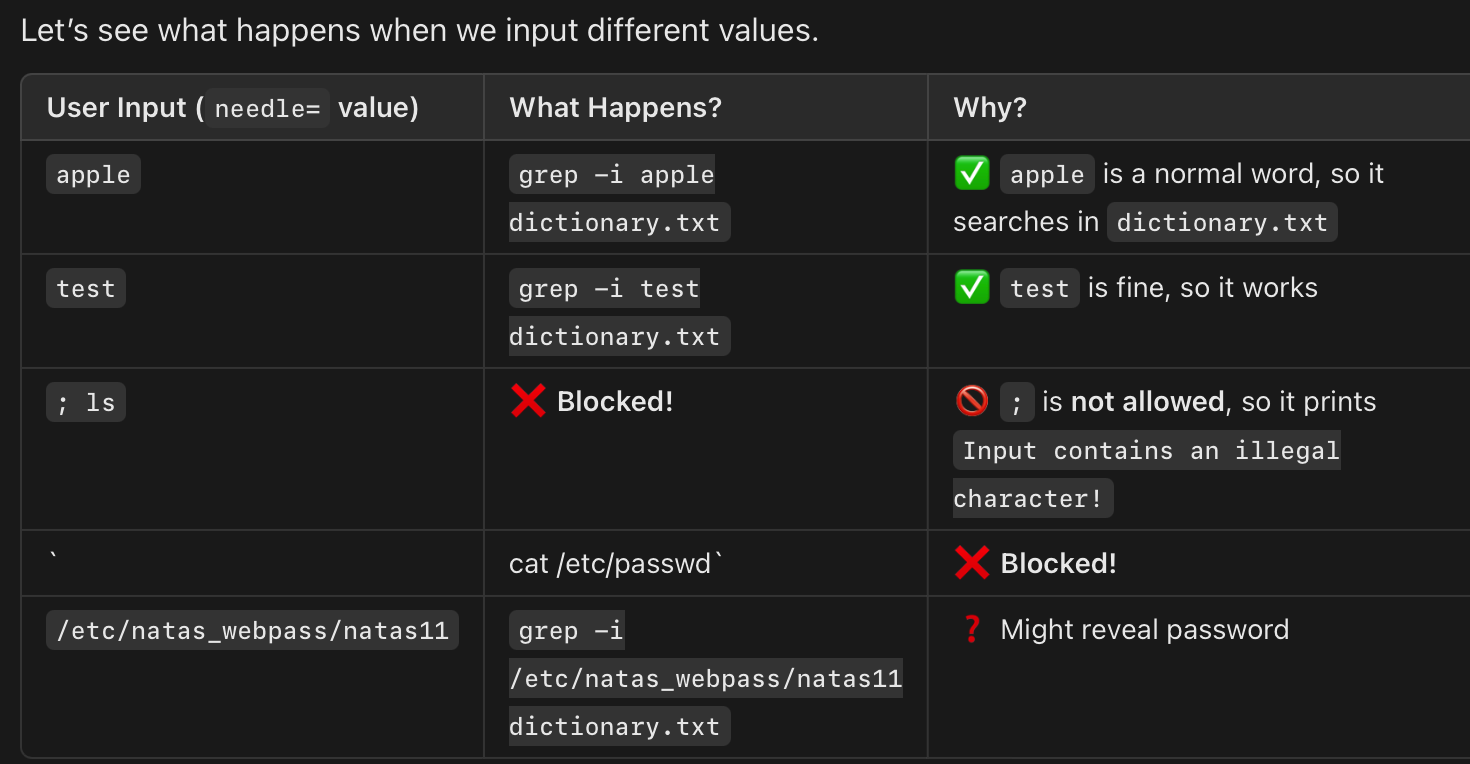 Let’s see what happens when we input different values.
User Input ( needle= value)
What Happens?
Why?
apple
grep -i apple
dictionary.txt
✅ apple is a normal word, so it
searches in dictionary.txt
test
grep -i test
dictionary.txt
✅ test is fine, so it works
; ls
❌ Blocked!
🚫 ; is not allowed, so it prints
Input contains an illegal
character!
`
cat /etc/passwd`
❌ Blocked!
/etc/natas_webpass/natas11
grep -i
/etc/natas_webpass/natas11
dictionary.txt
❓ Might reveal password